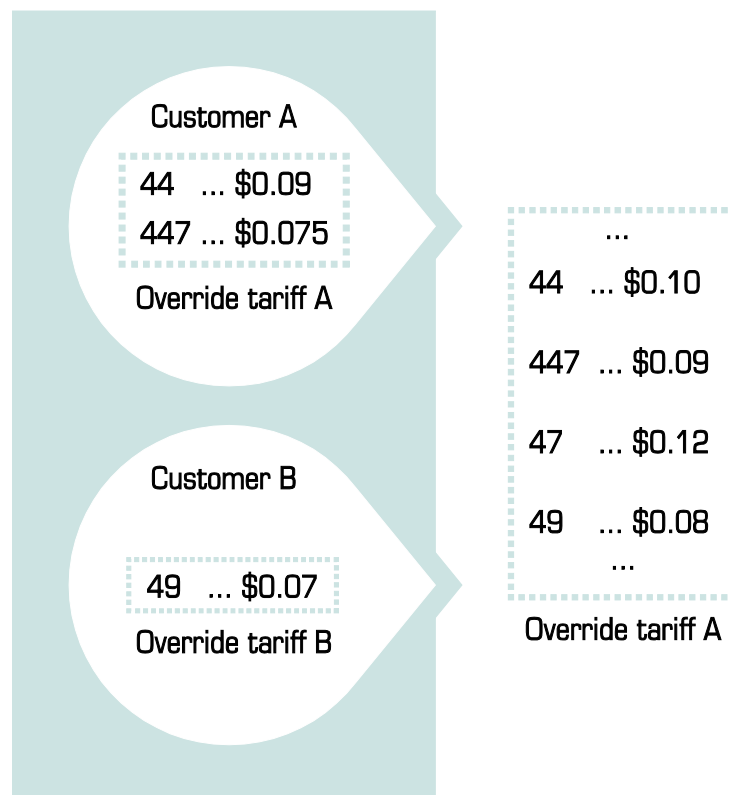 Customer A
44 ... $0.09
447 ... $0.075
Override tariff A
Customer B
49 ... $0.07
Override tariff B
...
44 ... $0.10
447 ... $0.09
47 ... $0.12
49 ... $0.08
...
Override tariff A